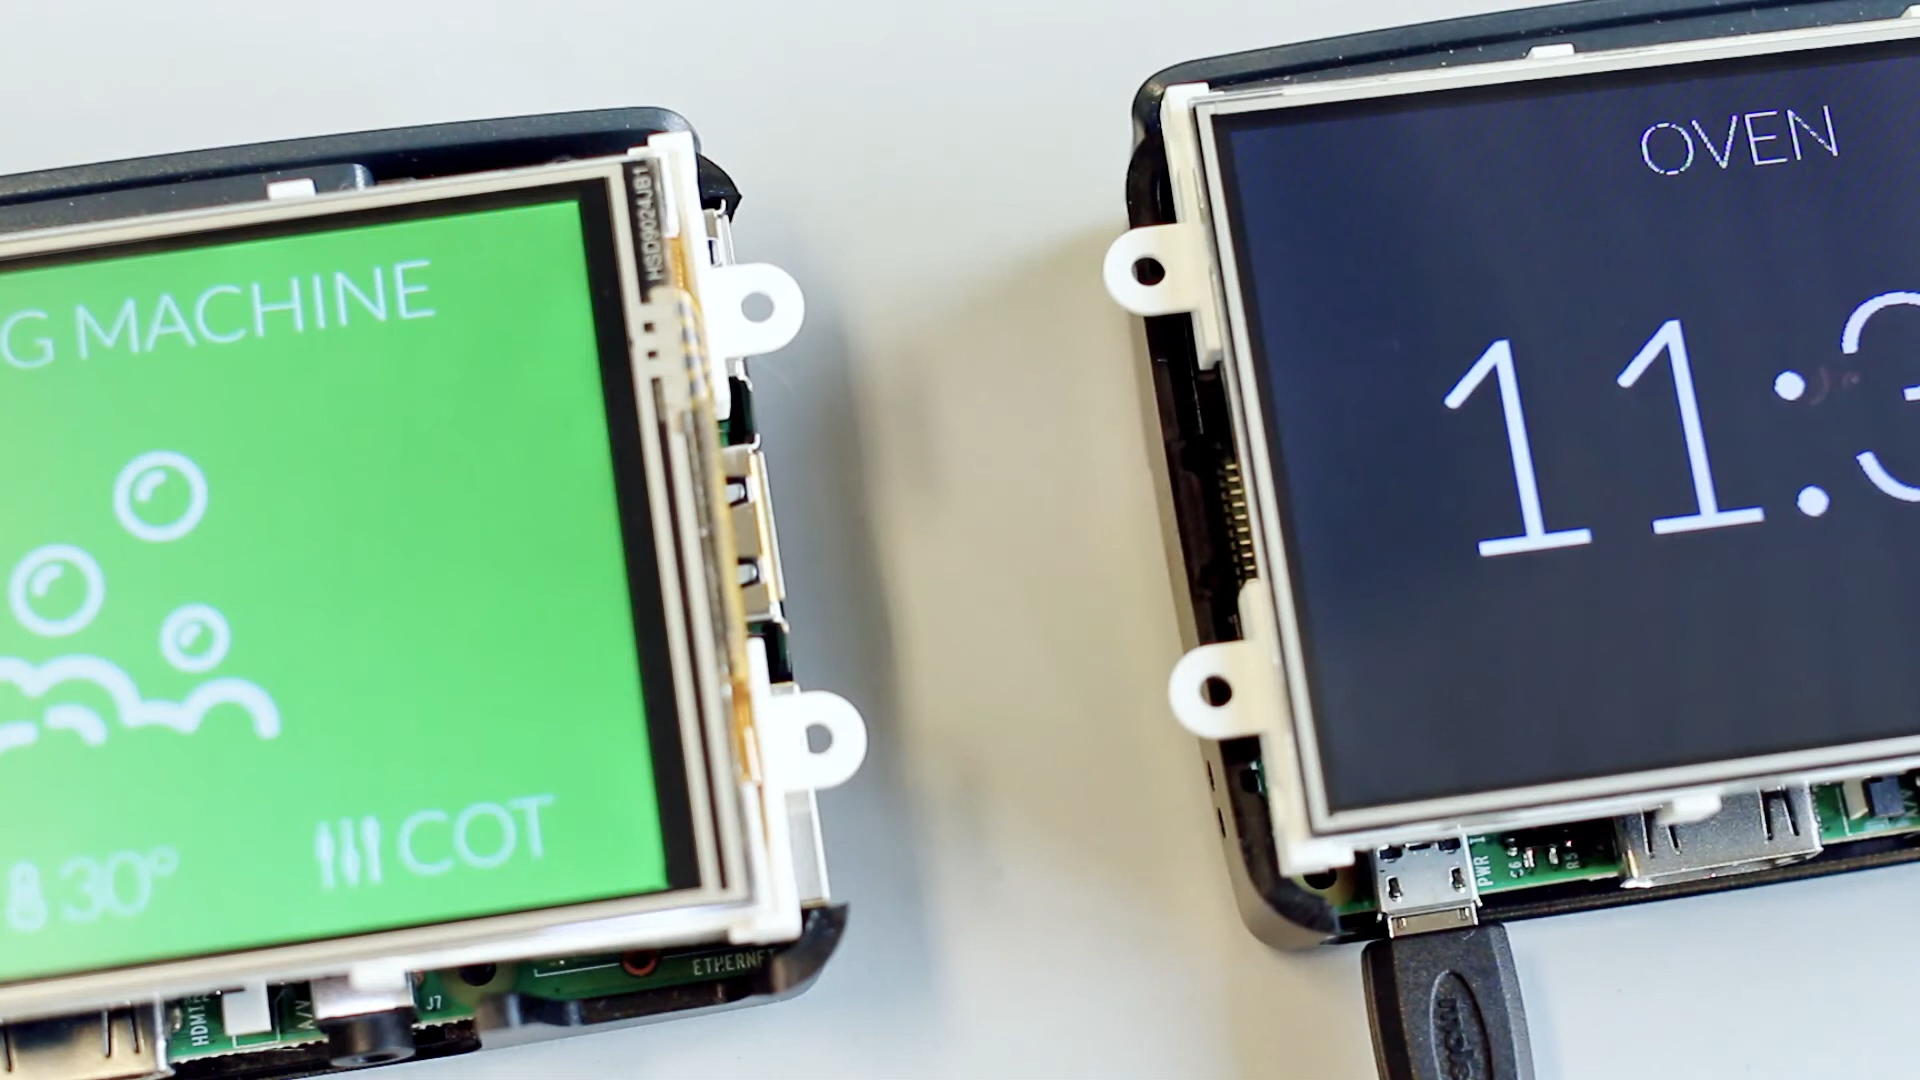 G MACHINE
30°
COT
HSD9024JB1
HDMI
A/V
J7
ETHERNET
OVEN
11:3
PWR I